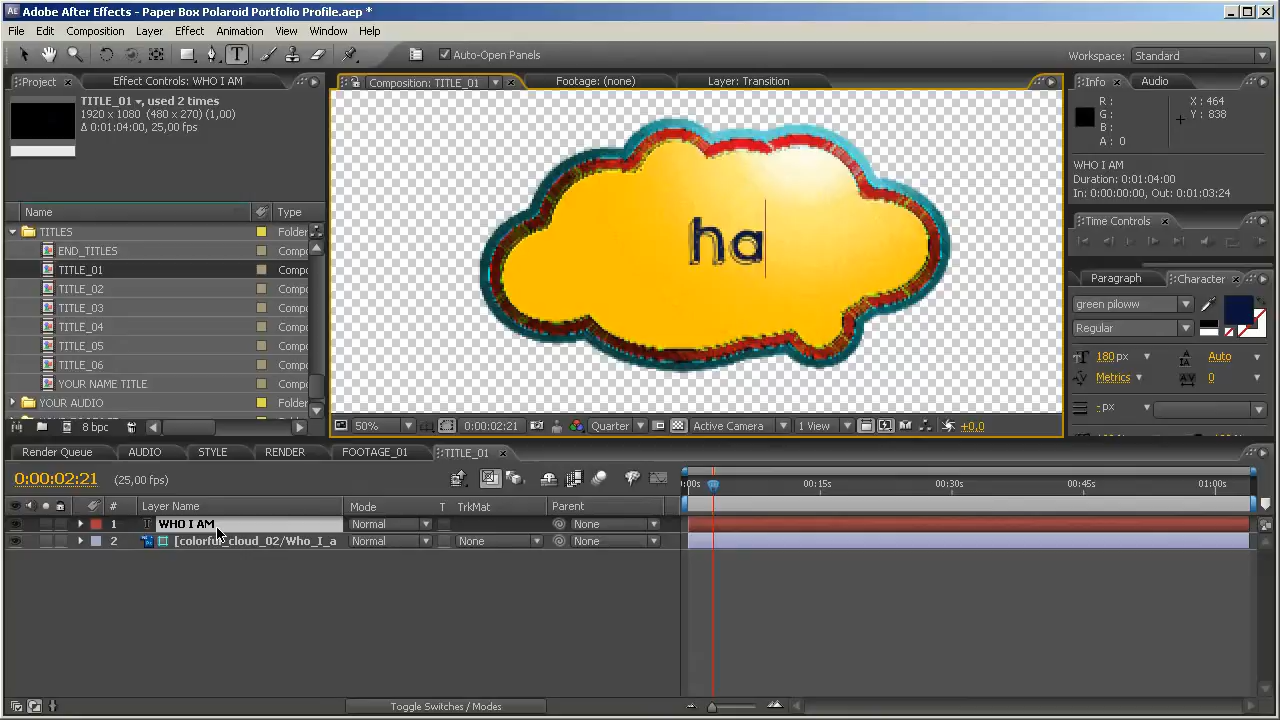 Adobe After Effects - Paper Box Polaroid Portfolio Profile.aep *
File Edit Composition Layer Effect Animation View Window Help
Auto-Open Panels
Workspace: Standard
Project
Effect Controls: WHO I AM
TITLE_01 , used 2 times
1920 x 1080 (480 x 270) (1,00)
Δ 0:01:04:00, 25,00 fps
Name Type
TITLES Folder
END_TITLES Compo
TITLE_01 Compo
TITLE_02 Compo
TITLE_03 Compo
TITLE_04 Compo
TITLE_05 Compo
TITLE_06 Compo
YOUR NAME TITLE Compo
YOUR AUDIO Folder
8 bpc
Composition: TITLE_01
Footage: (none)
Layer: Transition
ha
50% 0:00:02:21 Quarter Active Camera 1 View +0,0
Info Audio
R :
G :
B :
A : 0
X : 464
Y : 838
WHO I AM
Duration: 0:01:04:00
In: 0:00:00:00, Out: 0:01:03:24
Time Controls
Paragraph Character
green piloww
Regular
180 px Auto
Metrics 0
- px
Render Queue AUDIO STYLE RENDER FOOTAGE_01 TITLE_01
0:00:02:21 (25,00 fps)
:00s 00:15s 00:30s 00:45s 01:00s
# Layer Name Mode T TrkMat Parent
1 WHO I AM Normal None
2 [colorful_cloud_02/Who_I_a Normal None None
Toggle Switches / Modes